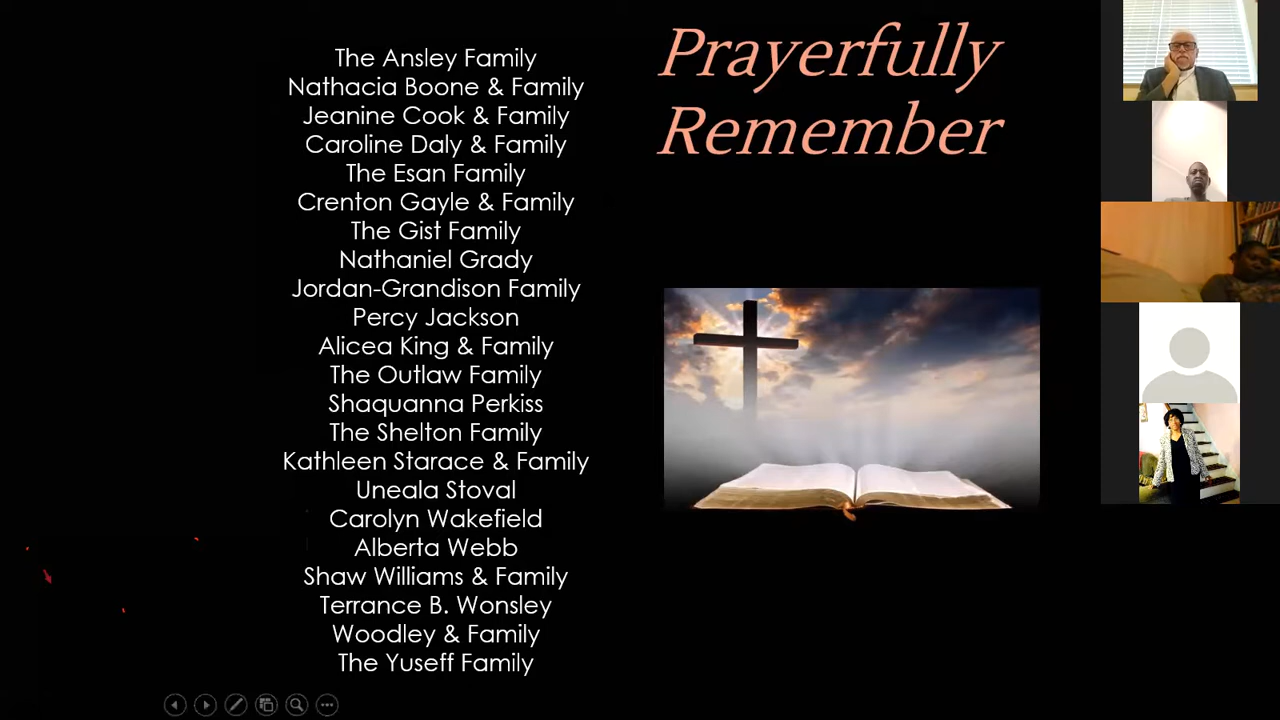 The Ansley Family
Nathacia Boone & Family
Jeanine Cook & Family
Caroline Daly & Family
The Esan Family
Crenton Gayle & Family
The Gist Family
Nathaniel Grady
Jordan-Grandison Family
Percy Jackson
Alicea King & Family
The Outlaw Family
Shaquanna Perkiss
The Shelton Family
Kathleen Starace & Family
Uneala Stoval
Carolyn Wakefield
Alberta Webb
Shaw Williams & Family
Terrance B. Wonsley
Woodley & Family
The Yuseff Family
Prayerfully
Remember